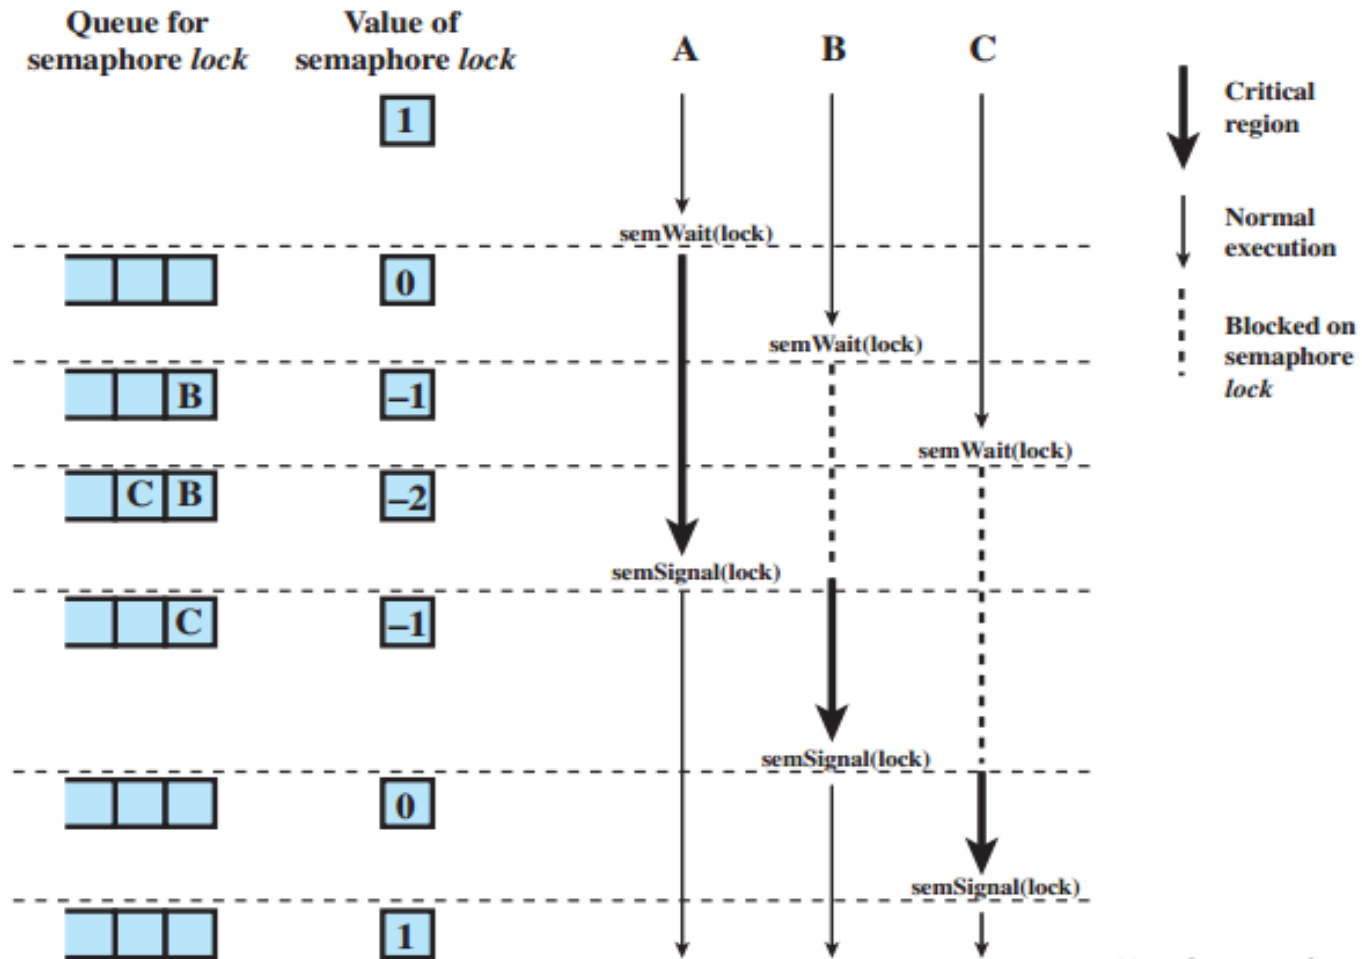 Queue for
semaphore lock
Value of
semaphore lock
A
B
C
1
Critical
region
Normal
execution
Blocked on
semaphore
lock
semWait(lock)
0
semWait(lock)
B
–1
semWait(lock)
C B
–2
semSignal(lock)
C
–1
semSignal(lock)
0
semSignal(lock)
1